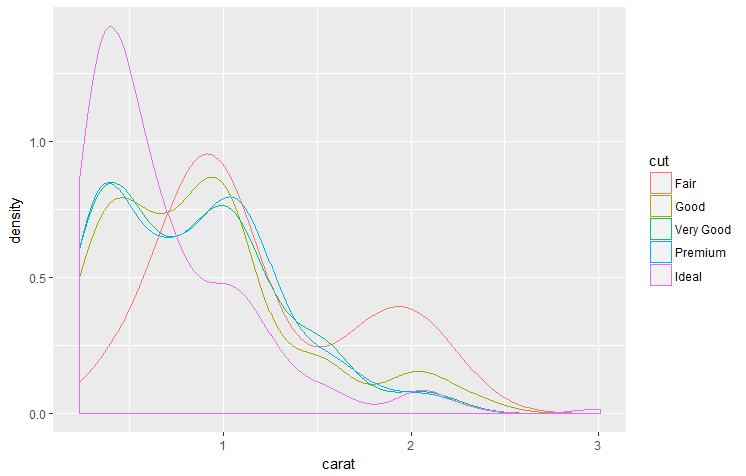 density
1.0
0.5
0.0
1
2
3
carat
cut
Fair
Good
Very Good
Premium
Ideal